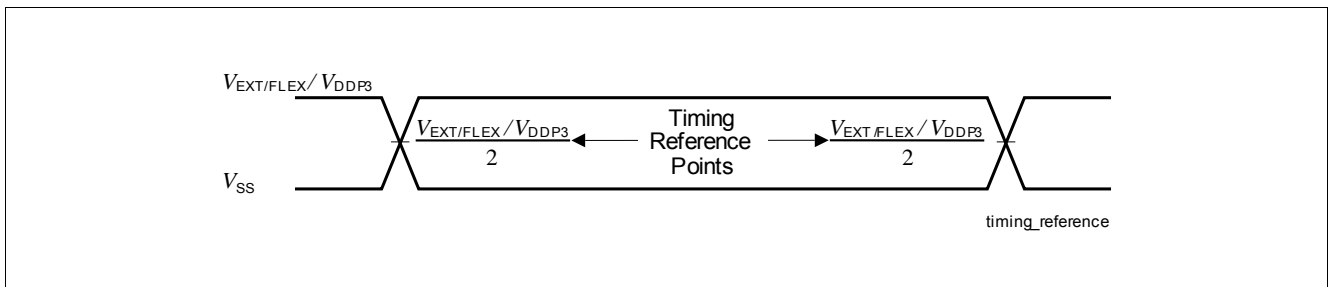 VEXT/FLEX / VDDP3
VEXT/FLEX / VDDP3
2
Timing
Reference
Points
VEXT/FLEX / VDDP3
2
VSS
timing_reference